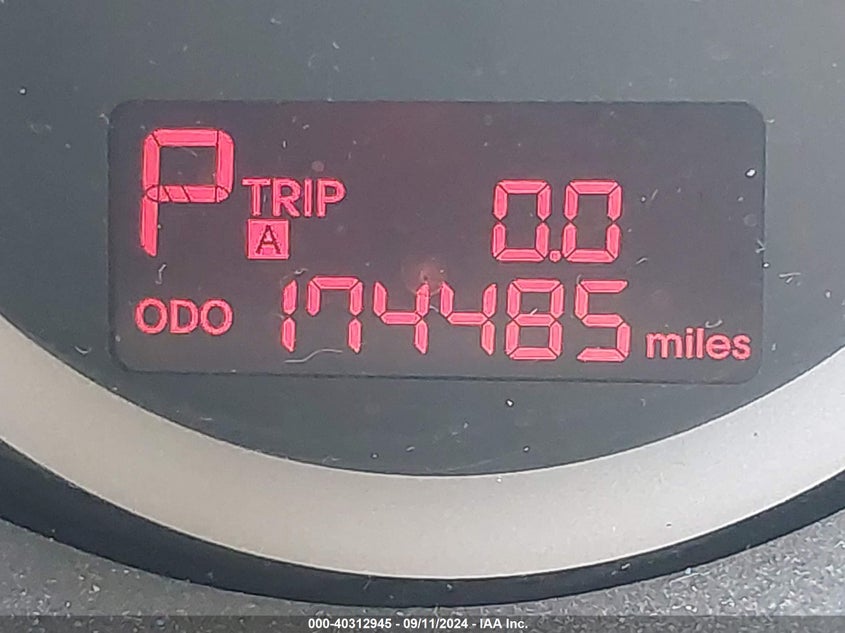 P TRIP 0.0
A
ODO 174485 miles
000-40312945 - 09/11/2024 - IAA Inc.